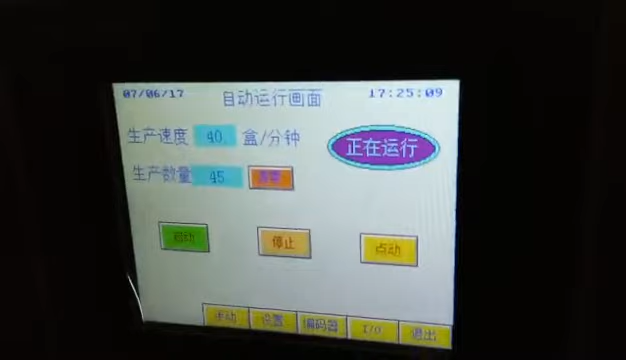 07/06/17 自动运行画面 17:25:09
生产速度 40. 盒/分钟 正在运行
生产数量 45
启动 停止 点动
手动 设置 编码器 I/O 退出